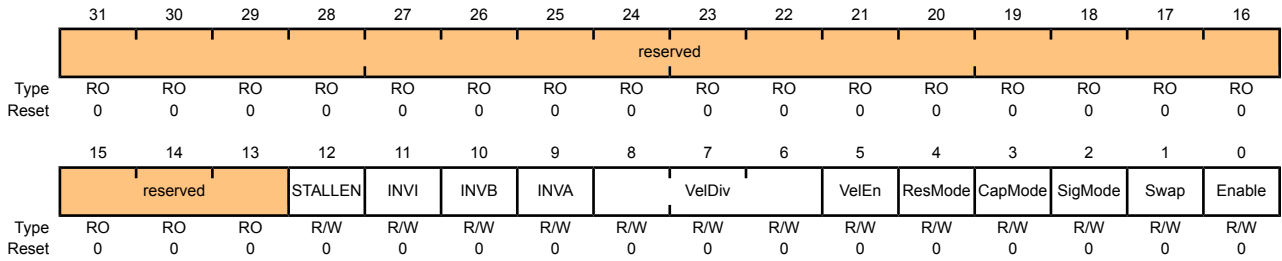 31 30 29 28 27 26 25 24 23 22 21 20 19 18 17 16
reserved
Type RO RO RO RO RO RO RO RO RO RO RO RO RO RO RO RO
Reset 0 0 0 0 0 0 0 0 0 0 0 0 0 0 0 0
15 14 13 12 11 10 9 8 7 6 5 4 3 2 1 0
reserved STALLEN INVI INVB INVA VelDiv VelEn ResMode CapMode SigMode Swap Enable
Type RO RO RO R/W R/W R/W R/W R/W R/W R/W R/W R/W R/W R/W R/W R/W
Reset 0 0 0 0 0 0 0 0 0 0 0 0 0 0 0 0